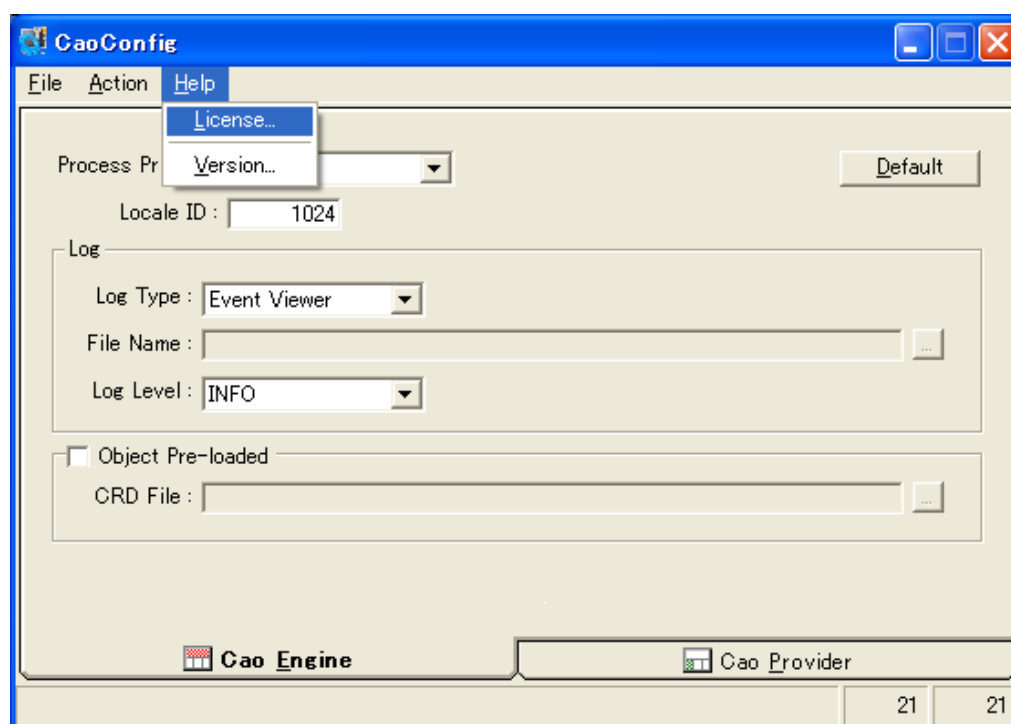 CaoConfig
File Action Help
License...
Version...
Process Pr
Default
Locale ID : 1024
Log
Log Type : Event Viewer
File Name : ...
Log Level : INFO
Object Pre-loaded
CRD File : ...
Cao Engine Cao Provider
21 21